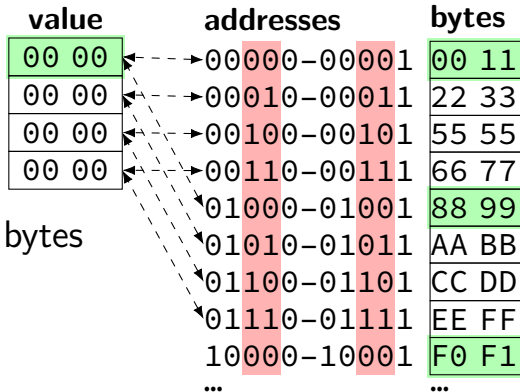 value addresses bytes
00 00 00000-00001 00 11
00 00 00010-00011 22 33
00 00 00100-00101 55 55
00 00 00110-00111 66 77
01000-01001 88 99
bytes
01010-01011 AA BB
01100-01101 CC DD
01110-01111 EE FF
10000-10001 F0 F1
… …